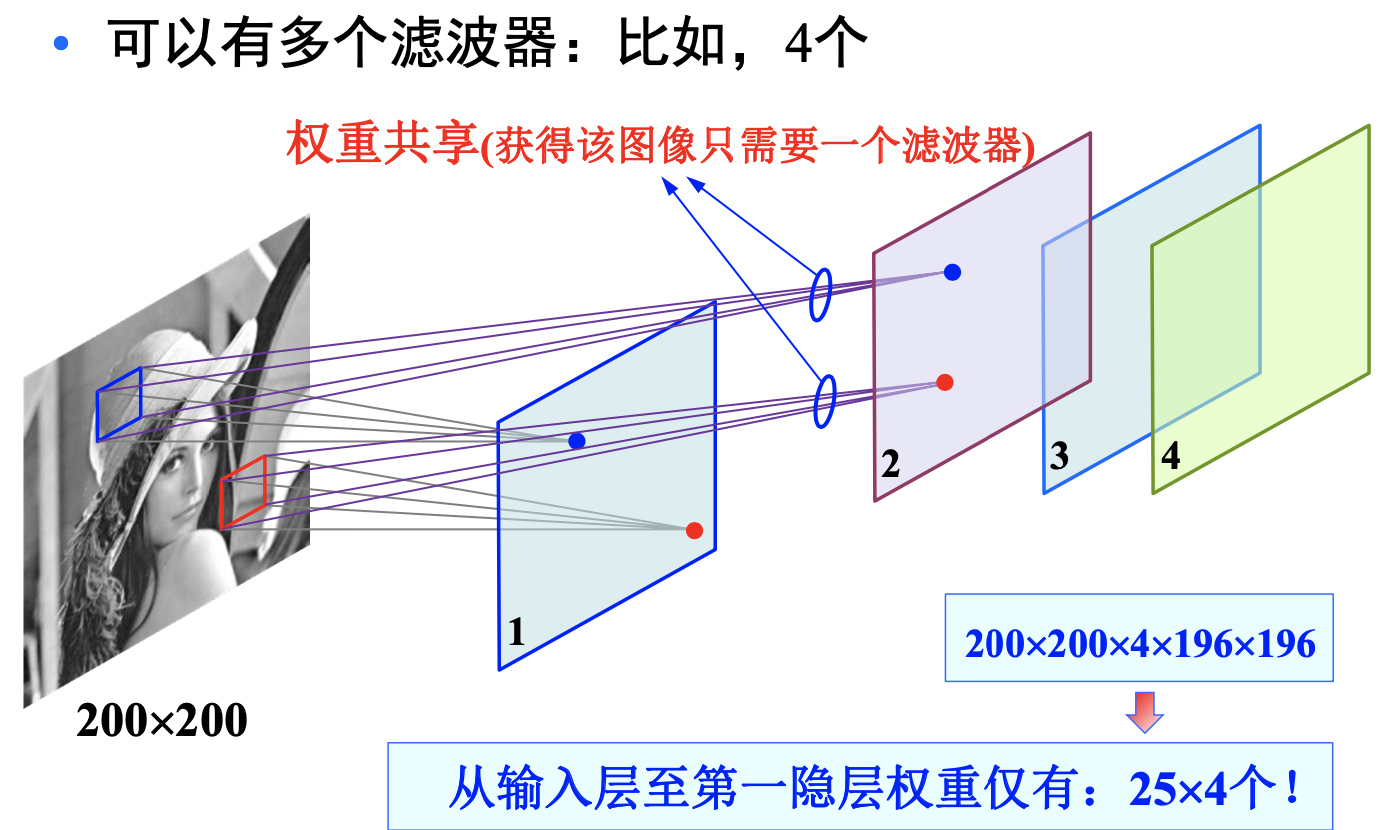 • 可以有多个滤波器：比如，4个
权重共享(获得该图像只需要一个滤波器)
1
2
3
4
200×200
200×200×4×196×196
从输入层至第一隐层权重仅有：25×4个！